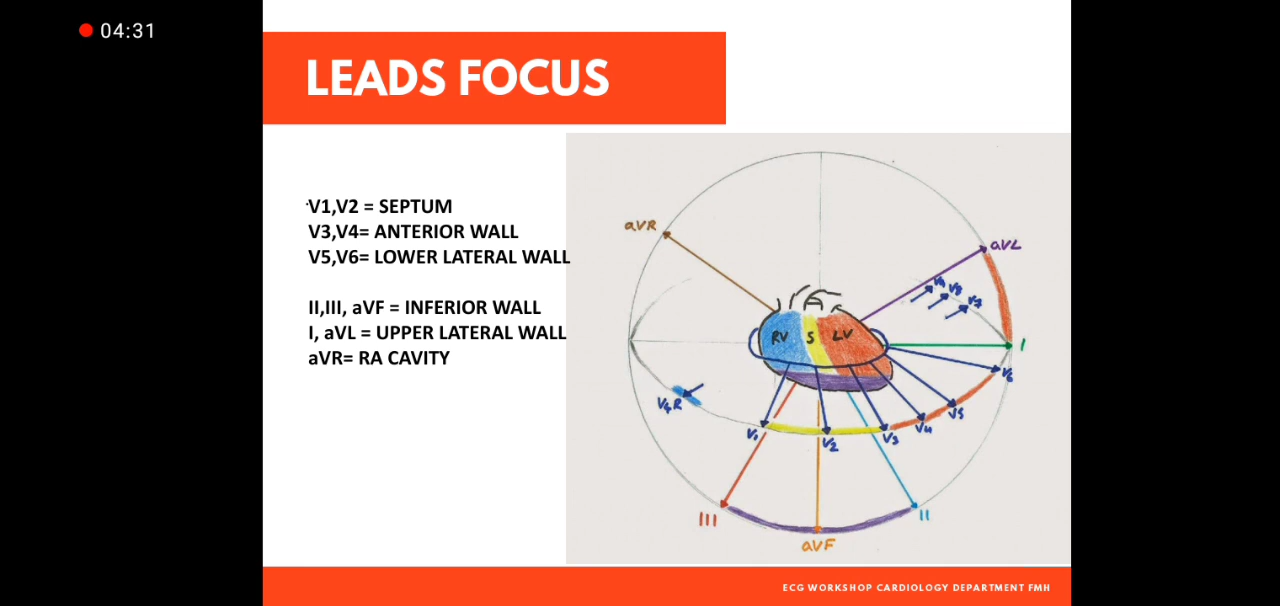 04:31
LEADS FOCUS
V1,V2 = SEPTUM
V3,V4= ANTERIOR WALL
V5,V6= LOWER LATERAL WALL
II,III, aVF = INFERIOR WALL
I, aVL = UPPER LATERAL WALL
aVR= RA CAVITY
aVR
aVL
V8
I
RV S LV
V6
V4R
V5
V1
V2
V3
V4
III
II
aVF
ECG WORKSHOP CARDIOLOGY DEPARTMENT FMH